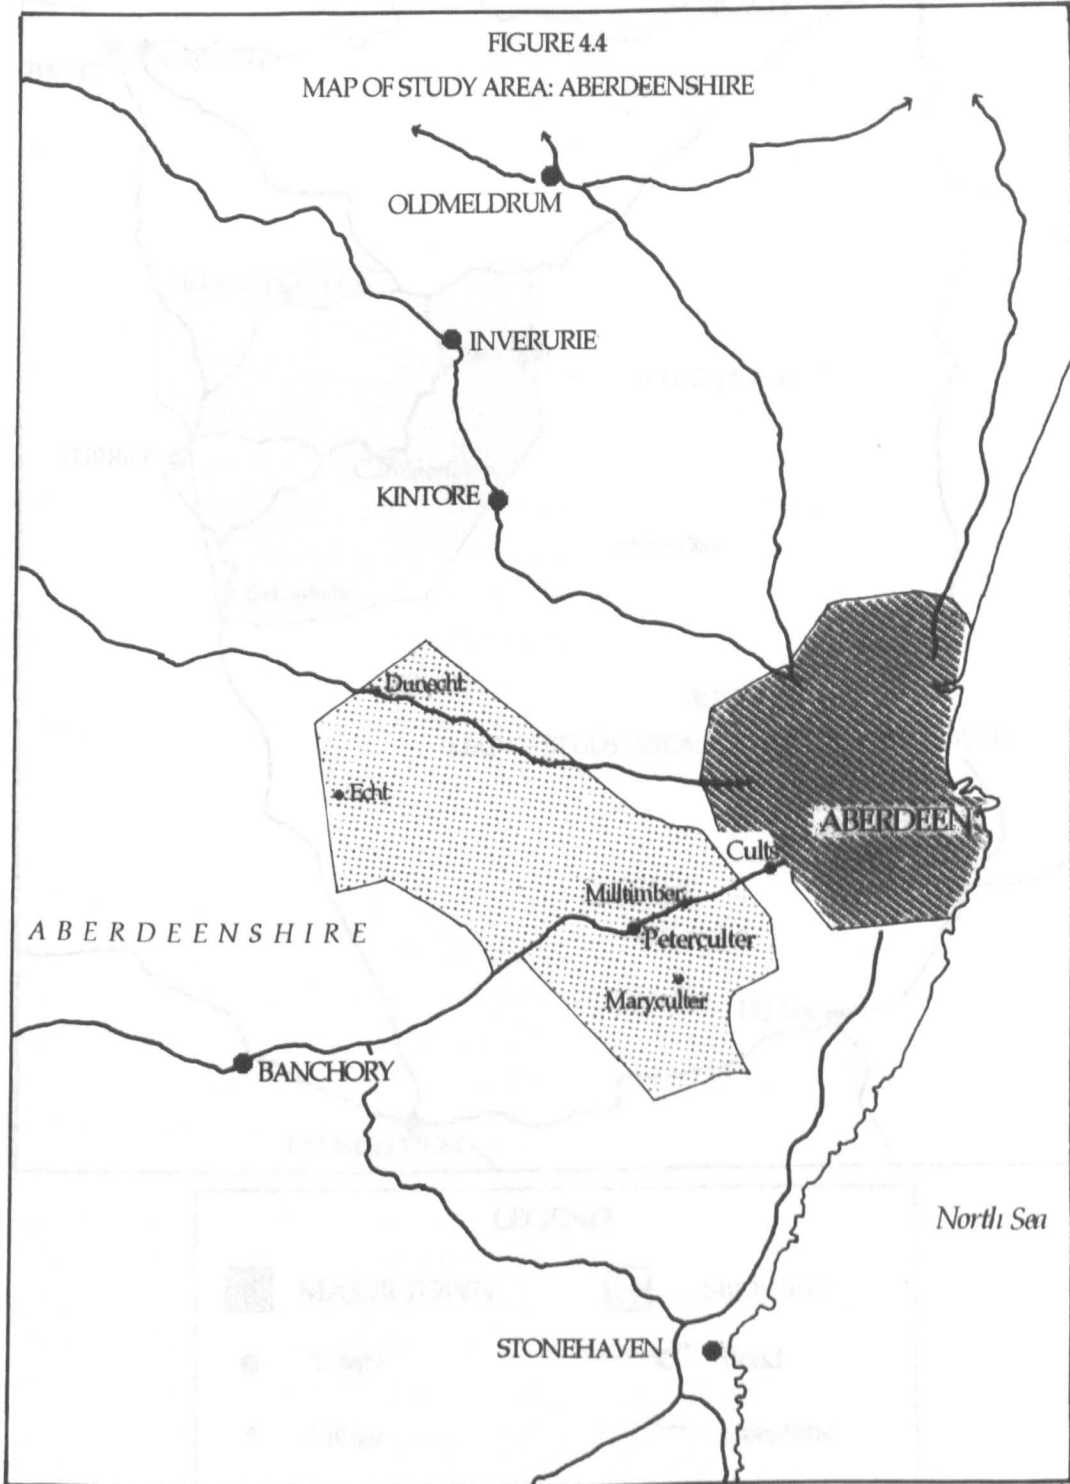 FIGURE 4.4
MAP OF STUDY AREA: ABERDEENSHIRE
OLDMELDRUM
INVERURIE
KINTORE
Dunecht
Echt
ABERDEEN
Cults
Milltimber
ABERDEENSHIRE
Peterculter
Maryculter
BANCHORY
North Sea
STONEHAVEN
LEGEND